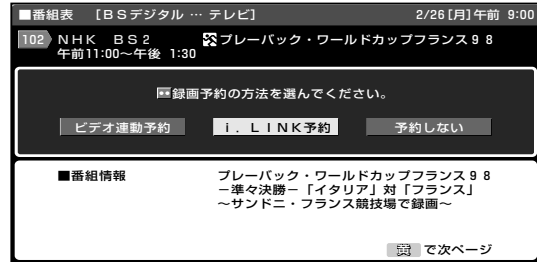 ■番組表 [BSデジタル … テレビ] 2/26[月]午前 9:00
102 NHK BS2 プレーバック・ワールドカップフランス98
午前11:00~午後 1:30
録画予約の方法を選んでください。
ビデオ連動予約 i.LINK予約 予約しない
■番組情報 プレーバック・ワールドカップフランス98
−準々決勝−「イタリア」対「フランス」
~サンドニ・フランス競技場で録画~
黄 で次ページ